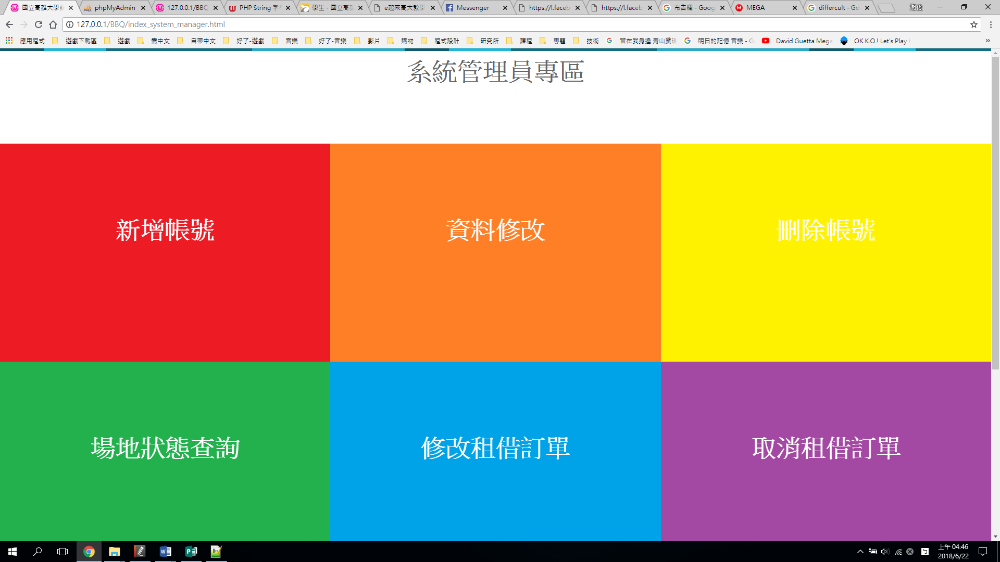 國立高雄大學
phpMyAdmin
127.0.0.1/BBQ
PHP String 字
學生 - 國立高
e起來高大教學
Messenger
https://l.faceb
https://l.faceb
布告欄 - Goog
MEGA
differcult - Go
湘俊
127.0.0.1/BBQ/index_system_manager.html
應用程式
遊戲下載區
遊戲
需中文
自帶中文
好了-遊戲
音樂
好了-音樂
影片
購物
程式設計
研究所
課程
專題
技術
留在我身邊 青山黛瑪
明日的記憶 音樂 - G
David Guetta Mega
OK K.O.! Let's Play
系統管理員專區
新增帳號
資料修改
刪除帳號
場地狀態查詢
修改租借訂單
取消租借訂單
上午 04:46
2018/6/22